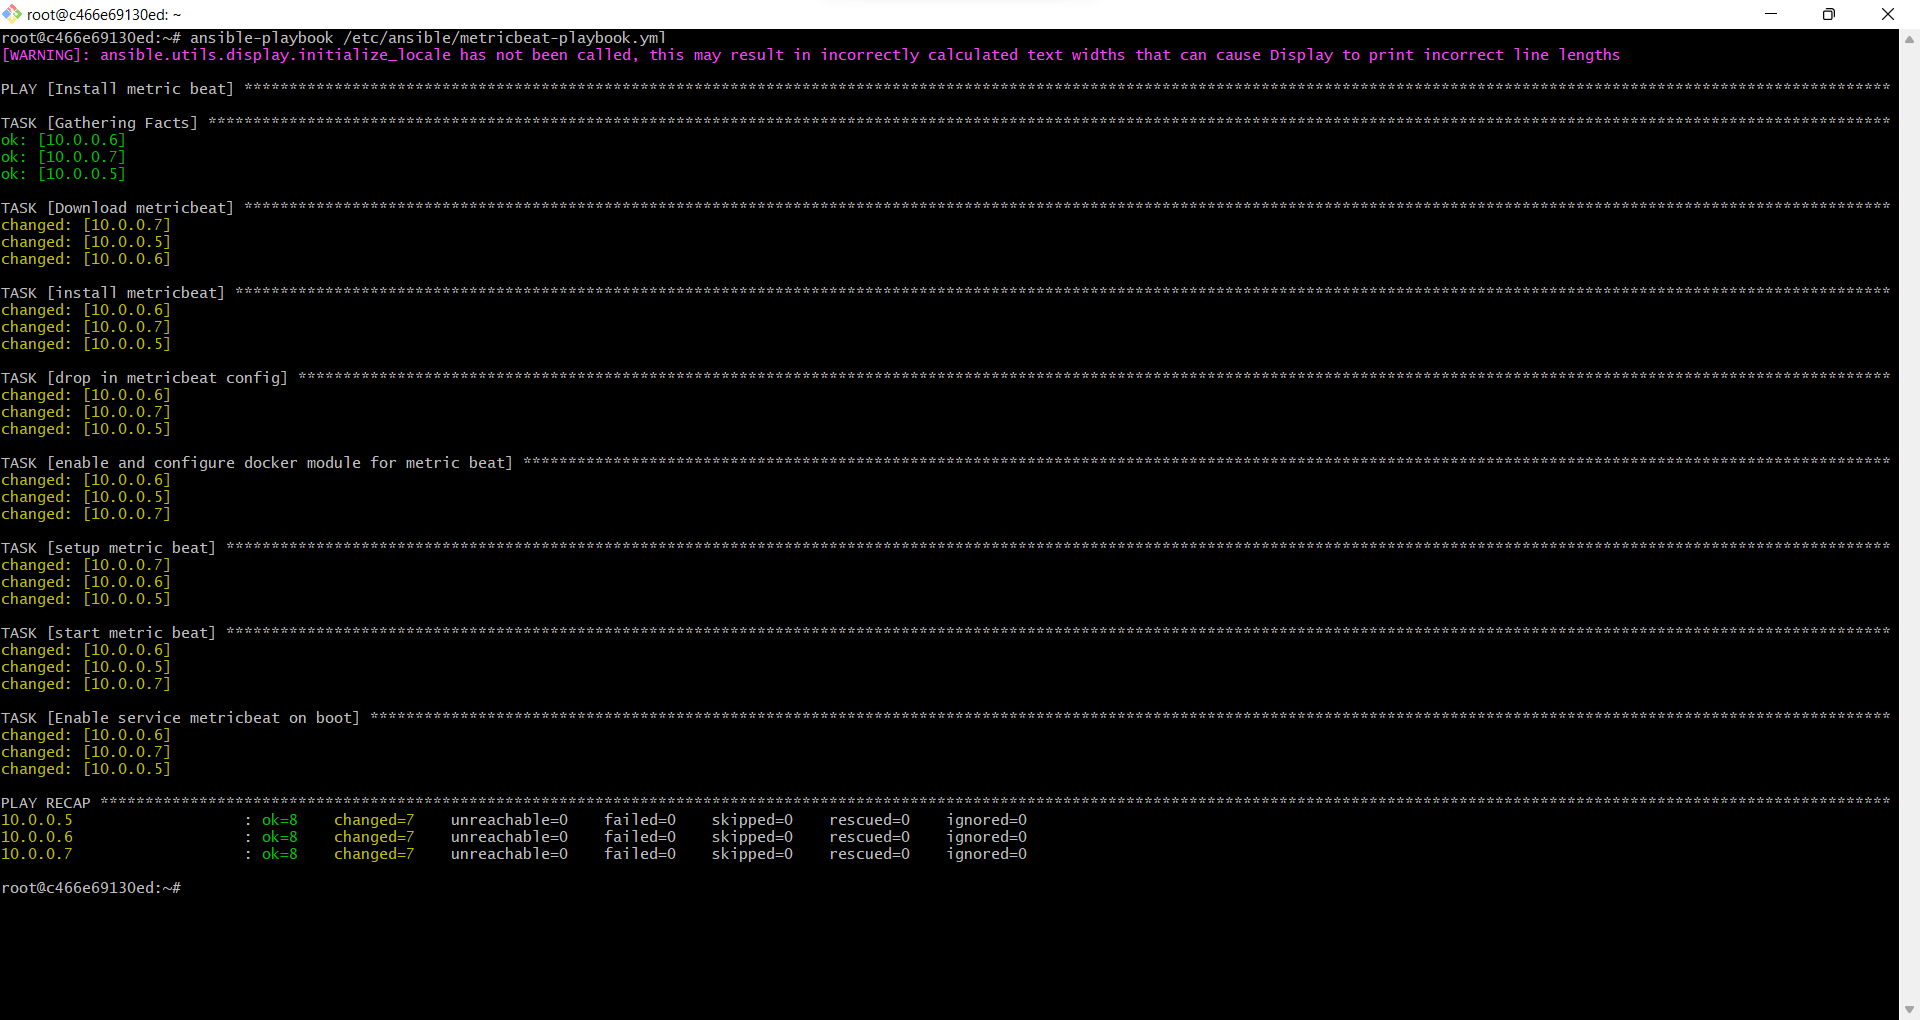 root@c466e69130ed: ~
root@c466e69130ed:~# ansible-playbook /etc/ansible/metricbeat-playbook.yml
[WARNING]: ansible.utils.display.initialize_locale has not been called, this may result in incorrectly calculated text widths that can cause Display to print incorrect line lengths
PLAY [Install metric beat] ****************************************************************************************************************************************************************************************
TASK [Gathering Facts] ********************************************************************************************************************************************************************************************
ok: [10.0.0.6]
ok: [10.0.0.7]
ok: [10.0.0.5]
TASK [Download metricbeat] ****************************************************************************************************************************************************************************************
changed: [10.0.0.7]
changed: [10.0.0.5]
changed: [10.0.0.6]
TASK [install metricbeat] *****************************************************************************************************************************************************************************************
changed: [10.0.0.6]
changed: [10.0.0.7]
changed: [10.0.0.5]
TASK [drop in metricbeat config] **********************************************************************************************************************************************************************************
changed: [10.0.0.6]
changed: [10.0.0.7]
changed: [10.0.0.5]
TASK [enable and configure docker module for metric beat] *********************************************************************************************************************************************************
changed: [10.0.0.6]
changed: [10.0.0.5]
changed: [10.0.0.7]
TASK [setup metric beat] ******************************************************************************************************************************************************************************************
changed: [10.0.0.7]
changed: [10.0.0.6]
changed: [10.0.0.5]
TASK [start metric beat] ******************************************************************************************************************************************************************************************
changed: [10.0.0.6]
changed: [10.0.0.5]
changed: [10.0.0.7]
TASK [Enable service metricbeat on boot] **************************************************************************************************************************************************************************
changed: [10.0.0.6]
changed: [10.0.0.7]
changed: [10.0.0.5]
PLAY RECAP ********************************************************************************************************************************************************************************************************
10.0.0.5                   : ok=8    changed=7    unreachable=0    failed=0    skipped=0    rescued=0    ignored=0
10.0.0.6                   : ok=8    changed=7    unreachable=0    failed=0    skipped=0    rescued=0    ignored=0
10.0.0.7                   : ok=8    changed=7    unreachable=0    failed=0    skipped=0    rescued=0    ignored=0
root@c466e69130ed:~#